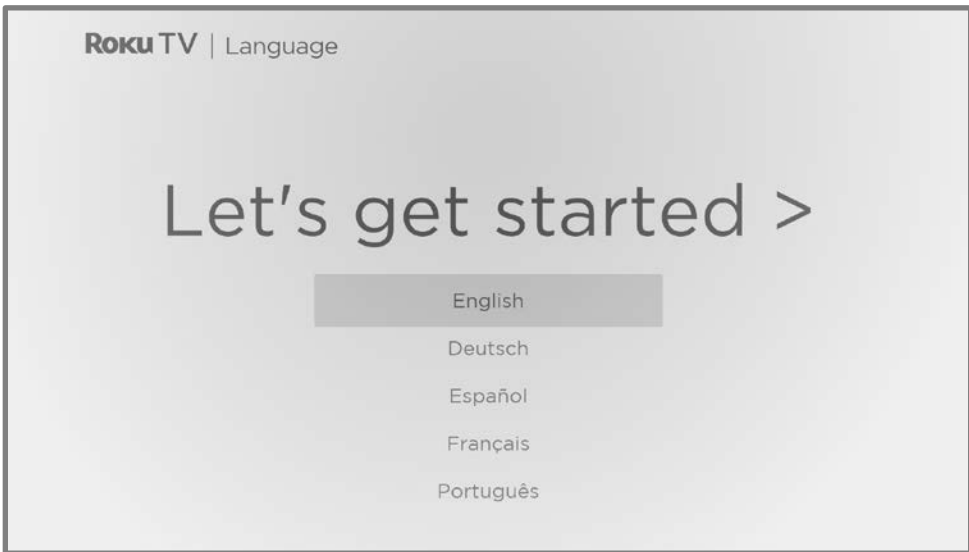 Roku TV | Language
Let's get started >
English
Deutsch
Español
Français
Português